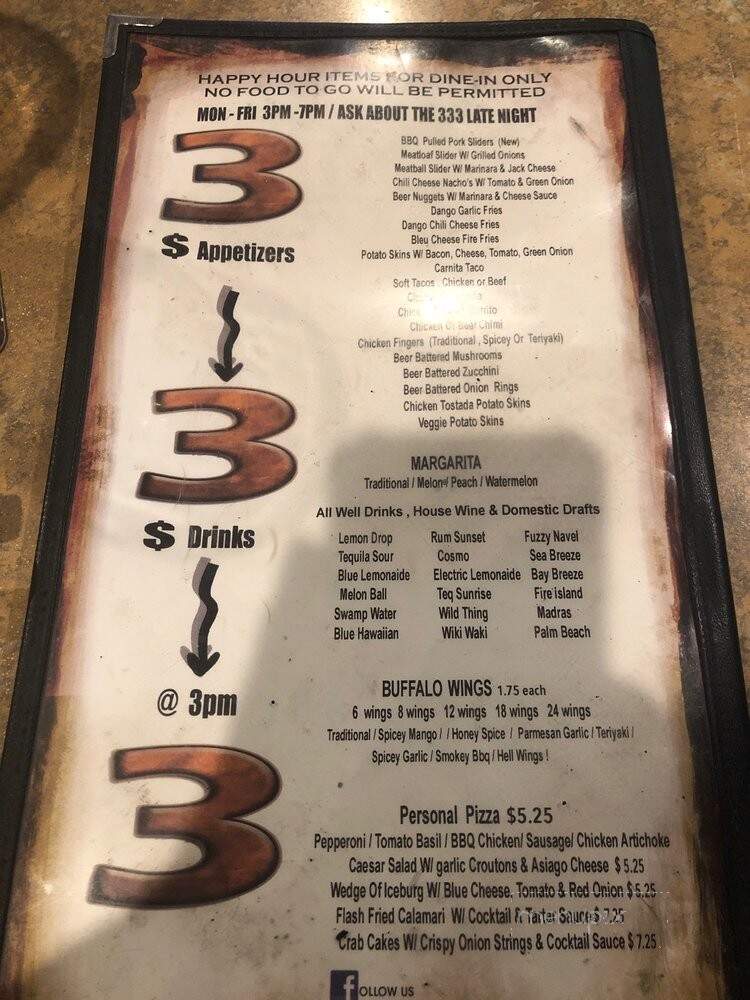 HAPPY HOUR ITEMS FOR DINE-IN ONLY
NO FOOD TO GO WILL BE PERMITTED
MON - FRI 3PM -7PM / ASK ABOUT THE 333 LATE NIGHT
3
$ Appetizers
BBQ Pulled Pork Sliders (New)
Meatloaf Slider W/ Grilled Onions
Meatball Slider W/ Marinara & Jack Cheese
Chili Cheese Nacho's W/ Tomato & Green Onion
Beer Nuggets W/ Marinara & Cheese Sauce
Dango Garlic Fries
Dango Chili Cheese Fries
Bleu Cheese Fire Fries
Potato Skins W/ Bacon, Cheese, Tomato, Green Onion
Carnita Taco
Soft Tacos Chicken or Beef
Chicken Or Beef Chimi
Chicken Fingers (Traditional , Spicey Or Teriyaki)
Beer Battered Mushrooms
Beer Battered Zucchini
Beer Battered Onion Rings
Chicken Tostada Potato Skins
Veggie Potato Skins
3
$ Drinks
MARGARITA
Traditional / Melon/ Peach / Watermelon
All Well Drinks , House Wine & Domestic Drafts
Lemon Drop Rum Sunset Fuzzy Navel
Tequila Sour Cosmo Sea Breeze
Blue Lemonaide Electric Lemonaide Bay Breeze
Melon Ball Teq Sunrise Fire island
Swamp Water Wild Thing Madras
Blue Hawaiian Wiki Waki Palm Beach
@ 3pm
3
BUFFALO WINGS 1.75 each
6 wings 8 wings 12 wings 18 wings 24 wings
Traditional / Spicey Mango / / Honey Spice / Parmesan Garlic / Teriyaki /
Spicey Garlic / Smokey Bbq / Hell Wings !
Personal Pizza $5.25
Pepperoni / Tomato Basil / BBQ Chicken/ Sausage/ Chicken Artichoke
Caesar Salad W/ garlic Croutons & Asiago Cheese $ 5.25
Wedge Of Iceburg W/ Blue Cheese, Tomato & Red Onion $ 5.25
Flash Fried Calamari W/ Cocktail & Tarter Sauce $ 7.25
Crab Cakes W/ Crispy Onion Strings & Cocktail Sauce $ 7.25
fOLLOW US